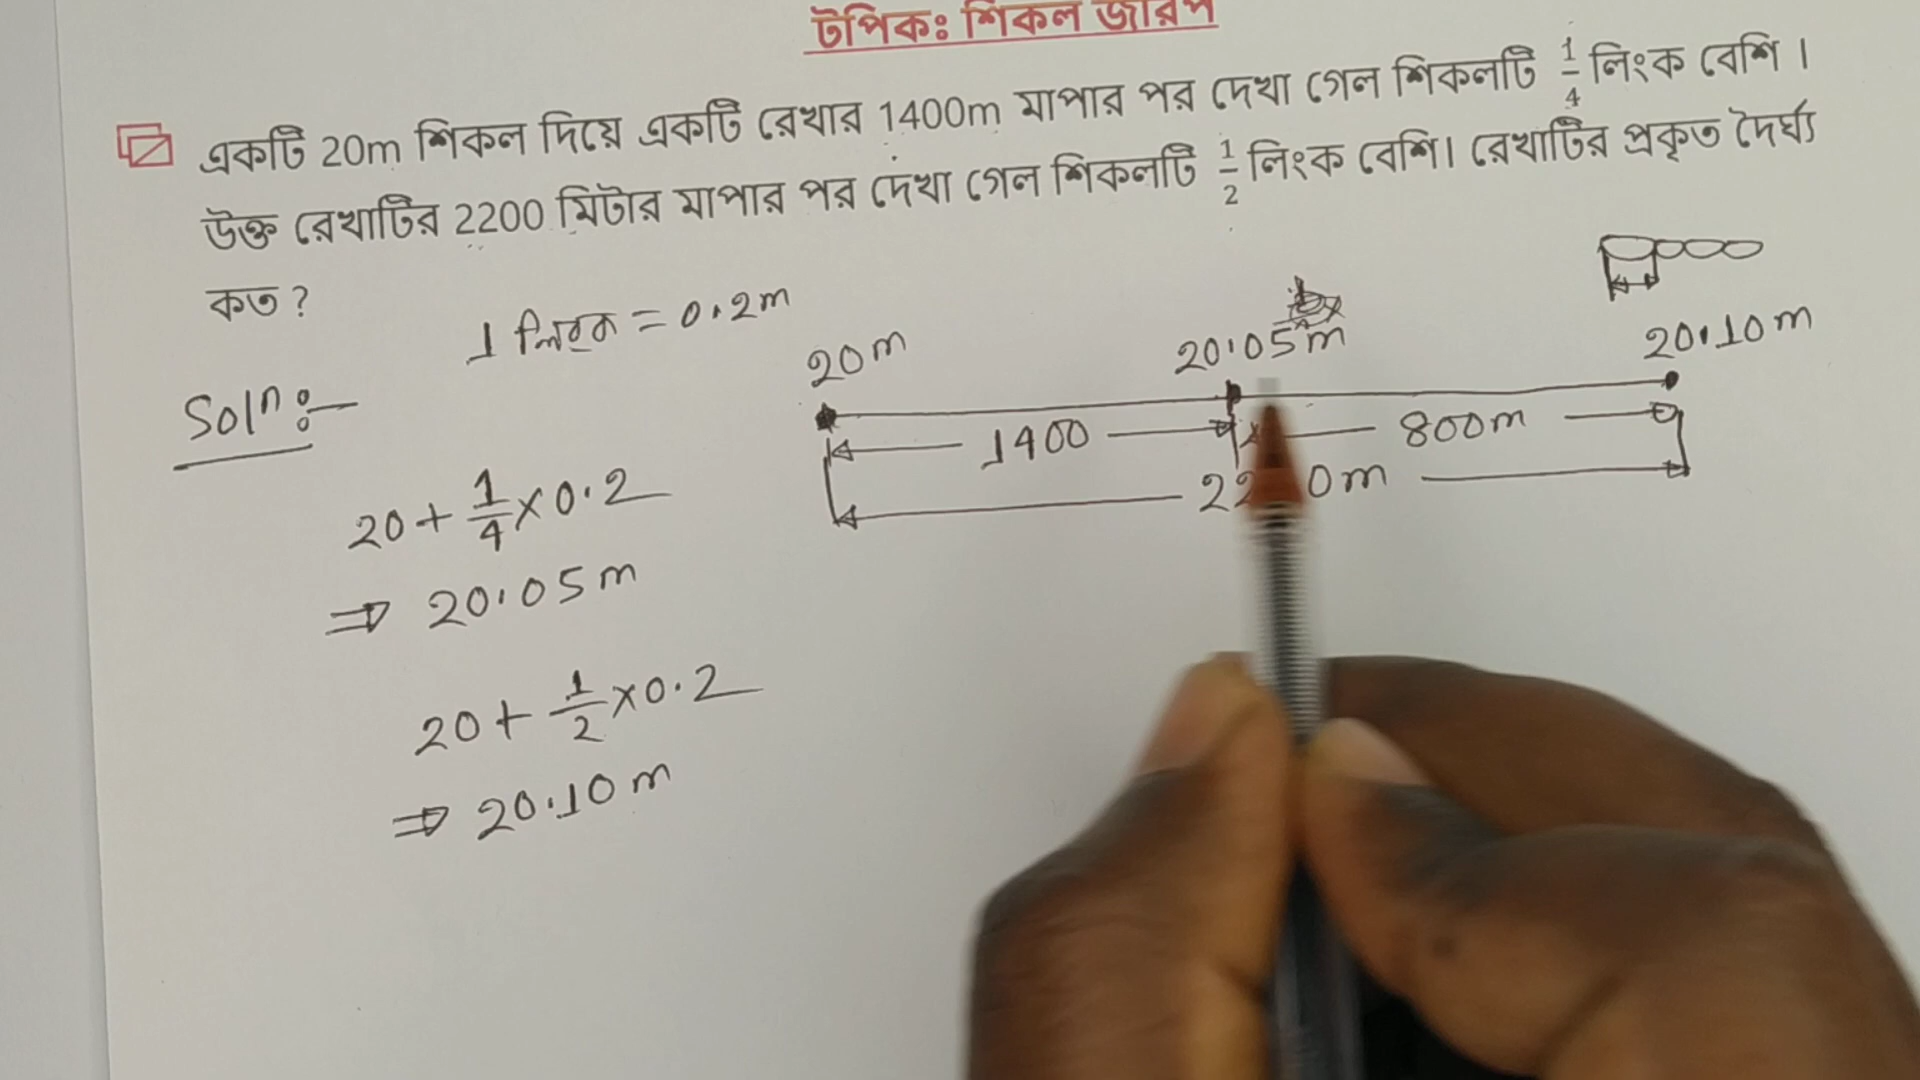 টপিকঃ শিকল জরিপ
একটি 20m শিকল দিয়ে একটি রেখার 1400m মাপার পর দেখা গেল শিকলটি 1/4 লিংক বেশি।
উক্ত রেখাটির 2200 মিটার মাপার পর দেখা গেল শিকলটি 1/2 লিংক বেশি। রেখাটির প্রকৃত দৈর্ঘ্য
কত ?
1 লিংক = 0.2m
Soln :-
20m 20.05m 20.10m
1400 800m
m
20 + 1/4 × 0.2
⇒ 20.05m
20 + 1/2 × 0.2
⇒ 20.10m